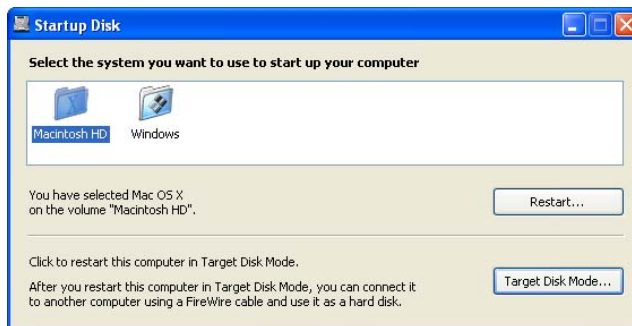 Startup Disk
Select the system you want to use to start up your computer
Macintosh HD
Windows
You have selected Mac OS X
on the volume "Macintosh HD".
Restart...
Click to restart this computer in Target Disk Mode.
After you restart this computer in Target Disk Mode, you can connect it
to another computer using a FireWire cable and use it as a hard disk.
Target Disk Mode...